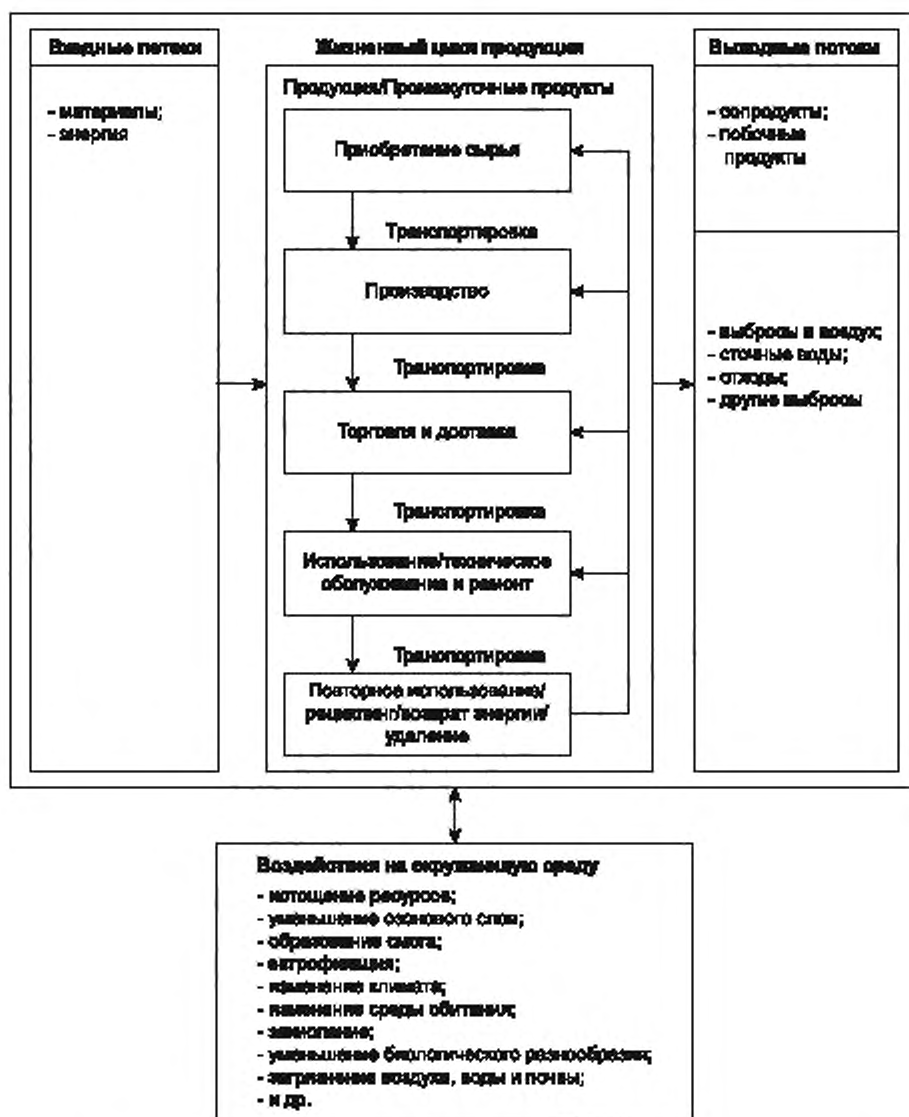 Входные потоки
- материалы;
- энергия
Жизненный цикл продукции
Продукция/Промежуточные продукты
Приобретение сырья
Транспортировка
Производство
Транспортировка
Торговля и доставка
Транспортировка
Использование/техническое
обслуживание и ремонт
Транспортировка
Повторное использование/
рециклинг/возврат энергии/
удаление
Выходные потоки
- сопродукты;
- побочные
продукты
- выбросы в воздух;
- сточные воды;
- отходы;
- другие выбросы
Воздействия на окружающую среду
- истощение ресурсов;
- уменьшение озонового слоя;
- образование смога;
- евтрофикация;
- изменение климата;
- изменение среды обитания;
- закисление;
- уменьшение биологического разнообразия;
- загрязнение воздуха, воды и почвы;
- и др.